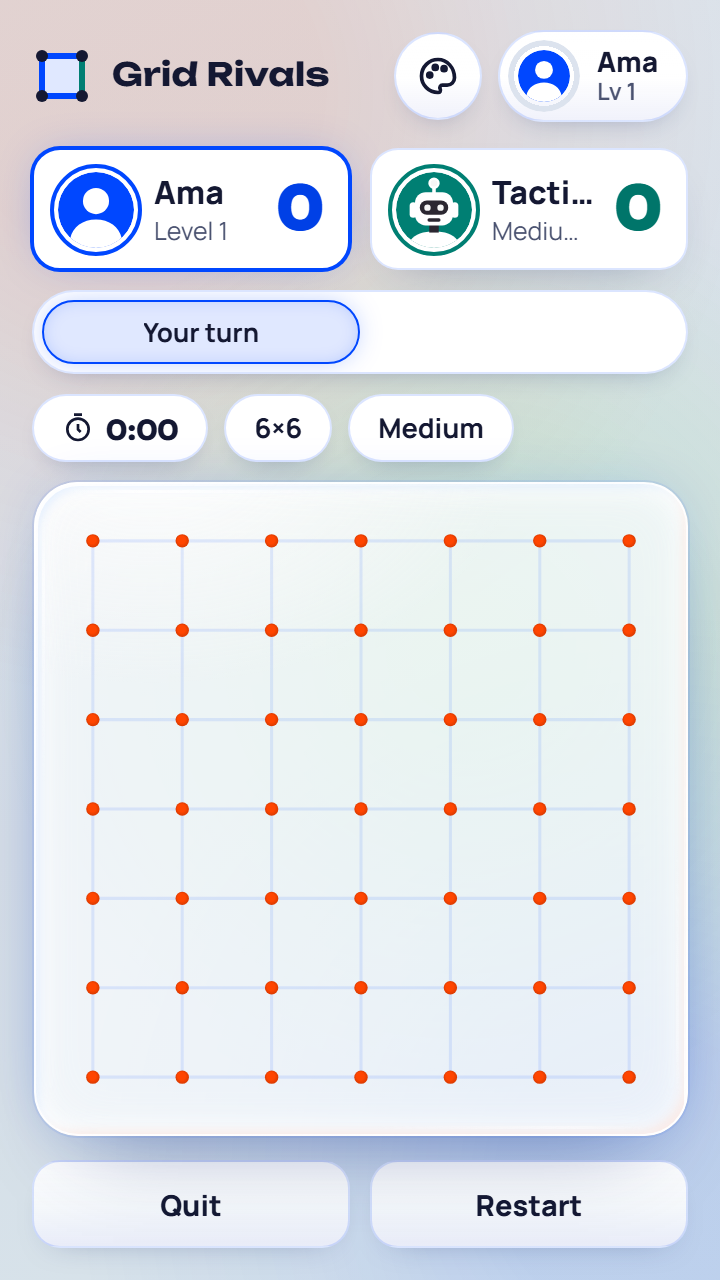 Grid Rivals
Ama
Lv 1
Ama
Level 1
0
Tacti...
Mediu...
0
Your turn
0:00
6×6
Medium
Quit
Restart